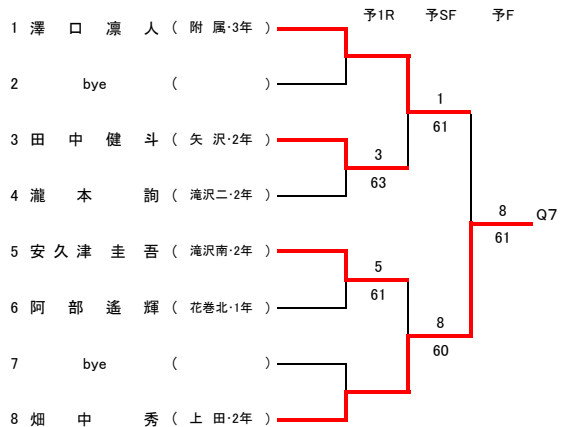 予1R 予SF 予F
1 澤口凛人 ( 附属・3年 )
2 bye ( )
1
61
3 田中健斗 ( 矢沢・2年 )
3
63
4 瀧本詢 ( 滝沢二・2年 )
8 Q7
61
5 安久津圭吾 ( 滝沢南・2年 )
5
61
6 阿部遙輝 ( 花巻北・1年 )
8
60
7 bye ( )
8 畑中秀 ( 上田・2年 )